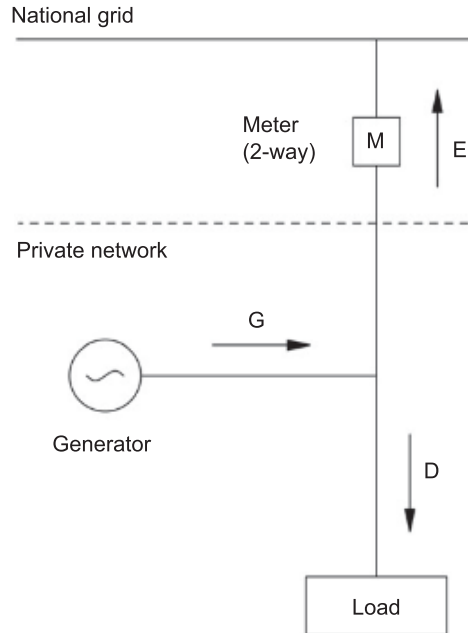 National grid
Meter
(2-way)
M
E
Private network
G
Generator
D
Load